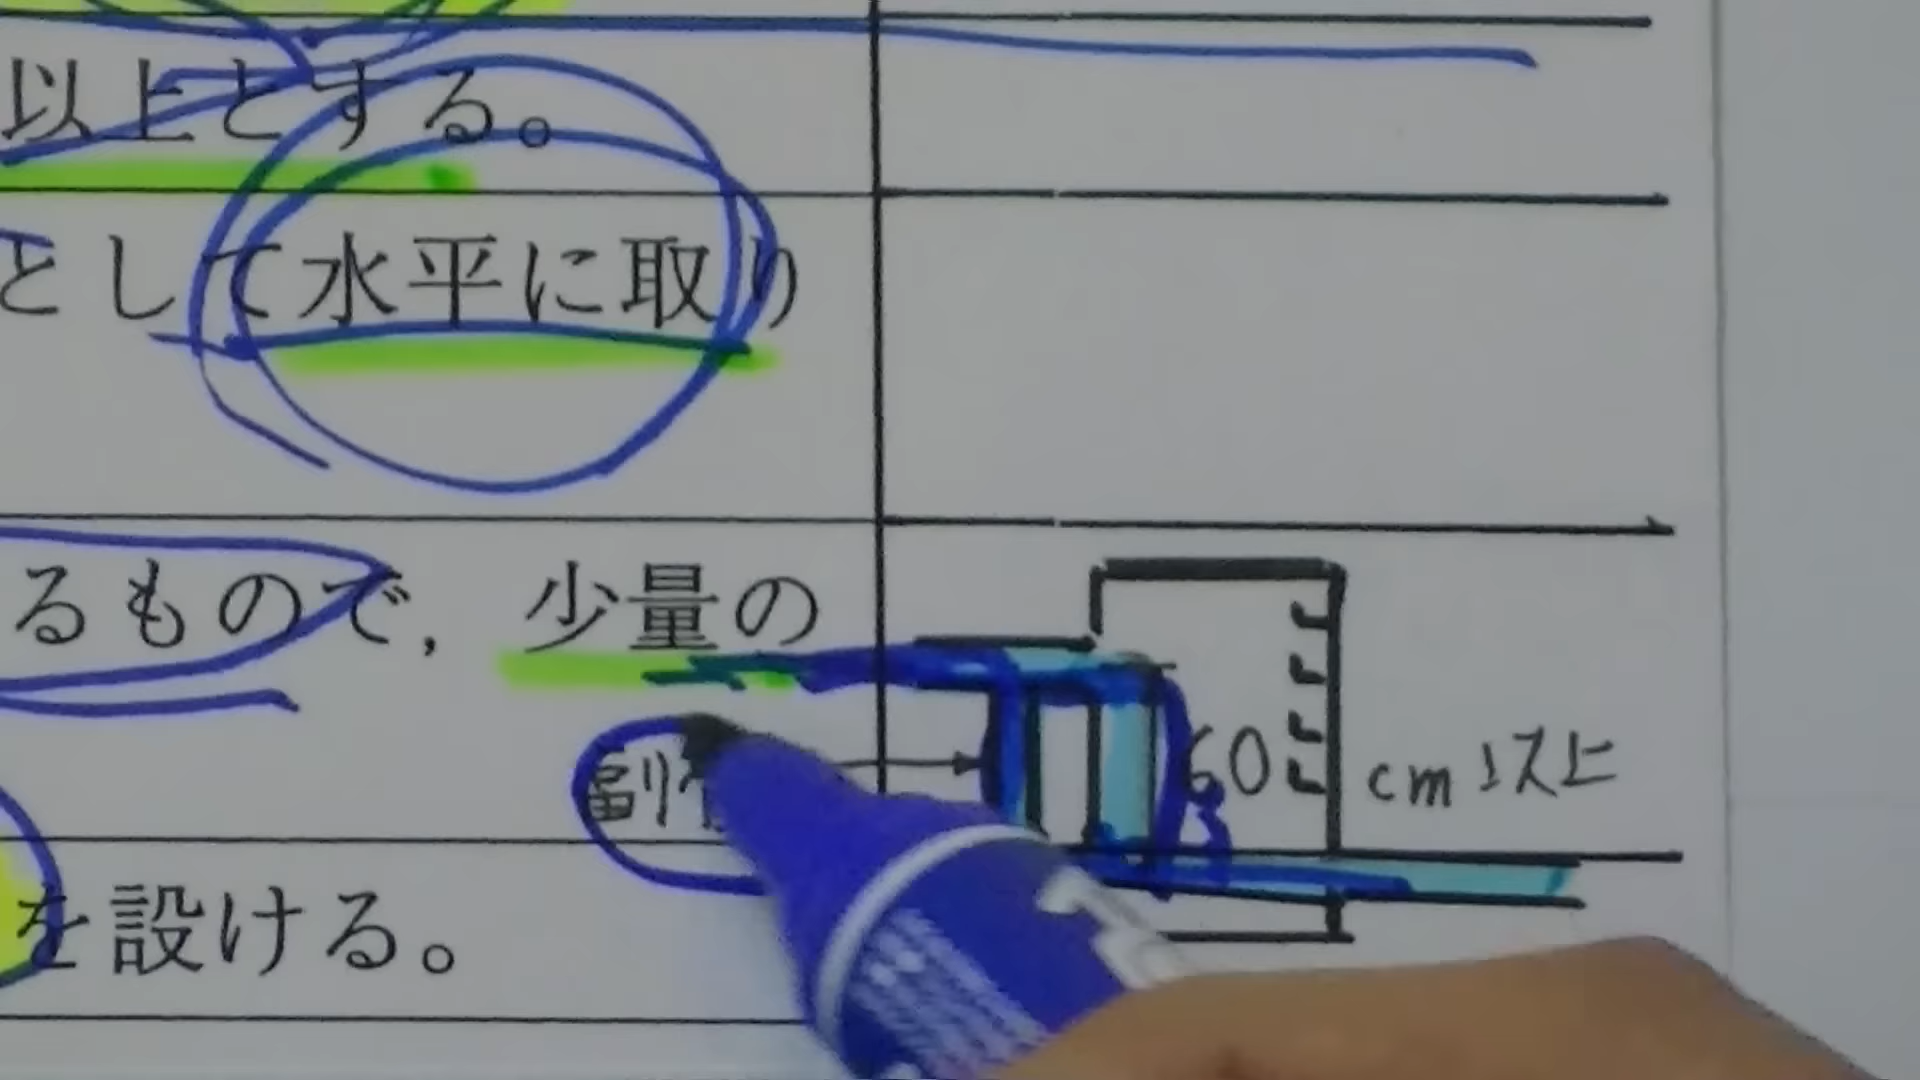 以上とする。
として水平に取り
るもので，少量の
副
60 cm以上
を設ける。